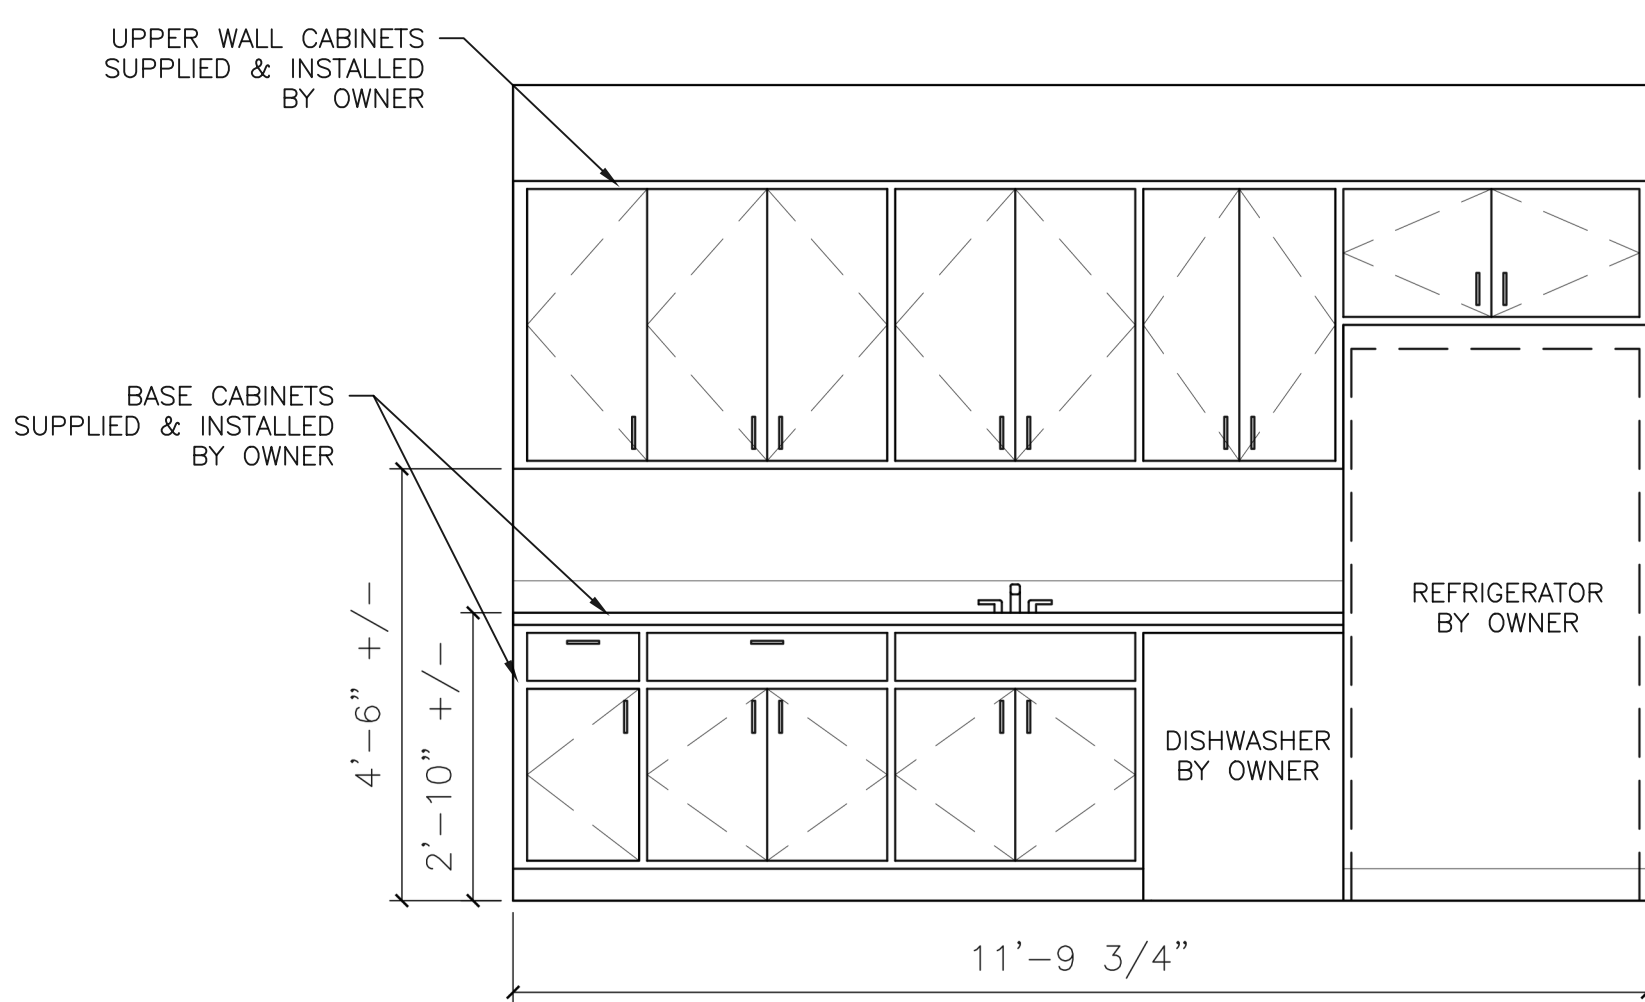 UPPER WALL CABINETS
SUPPLIED & INSTALLED
BY OWNER
BASE CABINETS
SUPPLIED & INSTALLED
BY OWNER
4'-6" +/-
2'-10" +/-
REFRIGERATOR
BY OWNER
DISHWASHER
BY OWNER
11'-9 3/4"